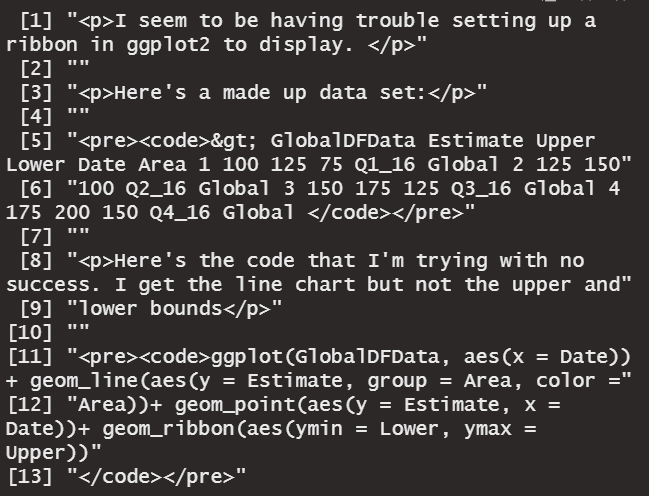 [1] "<p>I seem to be having trouble setting up a
ribbon in ggplot2 to display. </p>"
[2] ""
[3] "<p>Here's a made up data set:</p>"
[4] ""
[5] "<pre><code>&gt; GlobalDFData Estimate Upper
Lower Date Area 1 100 125 75 Q1_16 Global 2 125 150"
[6] "100 Q2_16 Global 3 150 175 125 Q3_16 Global 4
175 200 150 Q4_16 Global </code></pre>"
[7] ""
[8] "<p>Here's the code that I'm trying with no
success. I get the line chart but not the upper and"
[9] "lower bounds</p>"
[10] ""
[11] "<pre><code>ggplot(GlobalDFData, aes(x = Date))
+ geom_line(aes(y = Estimate, group = Area, color ="
[12] "Area))+ geom_point(aes(y = Estimate, x =
Date))+ geom_ribbon(aes(ymin = Lower, ymax =
Upper))"
[13] "</code></pre>"